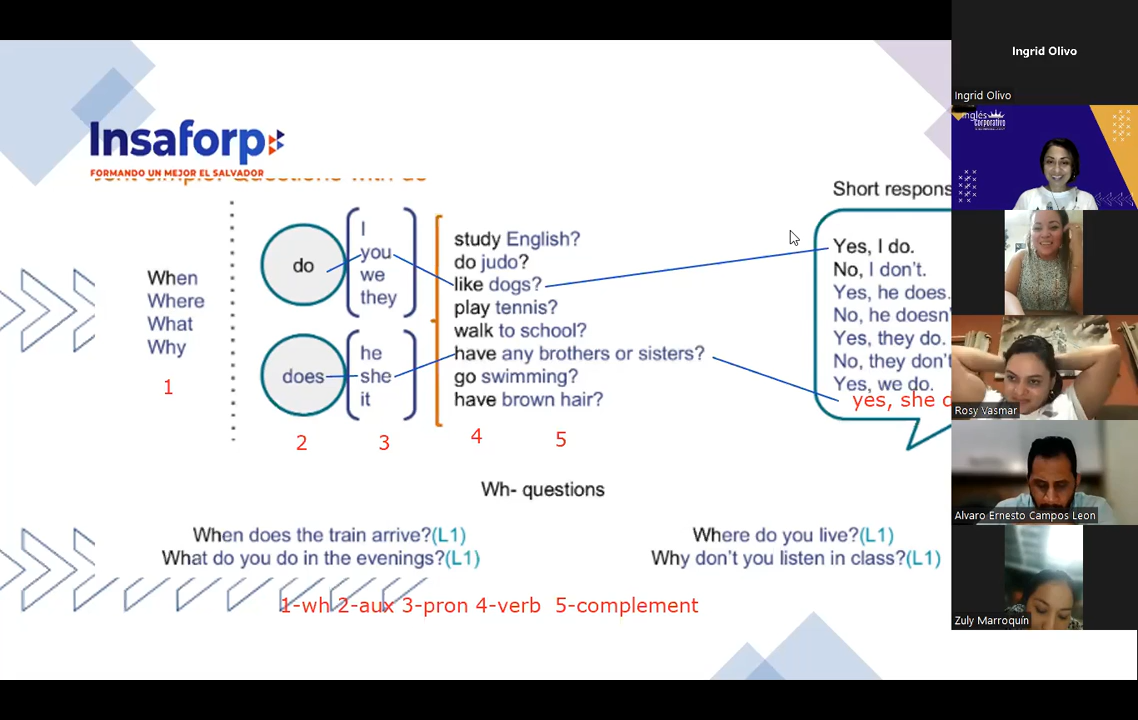 Insaforp
FORMANDO UN MEJOR EL SALVADOR
When
Where
What
Why
1
do
does
2
I
you
we
they
he
she
it
3
study English?
do judo?
like dogs?
play tennis?
walk to school?
have any brothers or sisters?
go swimming?
have brown hair?
4
5
Short respons
Yes, I do.
No, I don't.
Yes, he does.
No, he doesn'
Yes, they do.
No, they don't
Yes, we do.
yes, she d
Wh- questions
When does the train arrive?(L1)
What do you do in the evenings?(L1)
Where do you live?(L1)
Why don't you listen in class?(L1)
1-wh 2-aux 3-pron 4-verb 5-complement
Ingrid Olivo
Ingrid Olivo
inglés
corporativo
Rosy Vasmar
Alvaro Ernesto Campos Leon
Zuly Marroquín